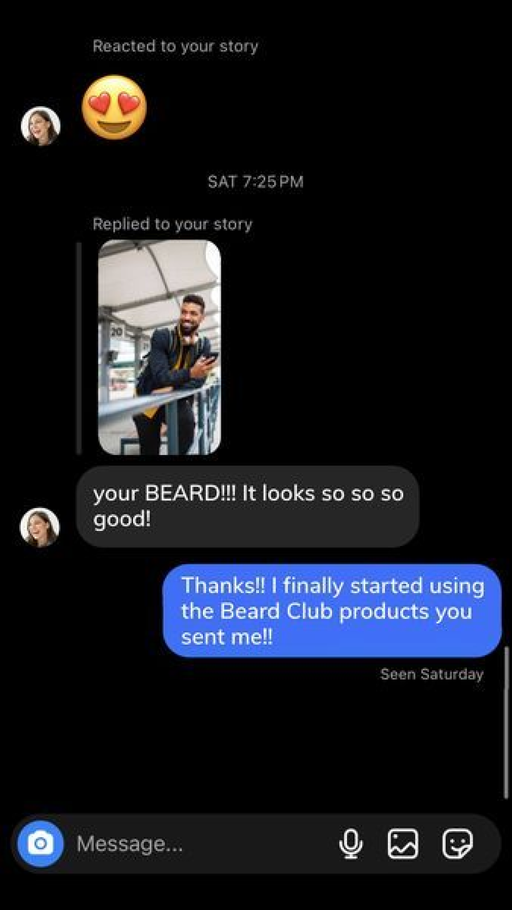 Reacted to your story
SAT 7:25 PM
Replied to your story
20
your BEARD!!! It looks so so so
good!
Thanks!! I finally started using
the Beard Club products you
sent me!!
Seen Saturday
Message...